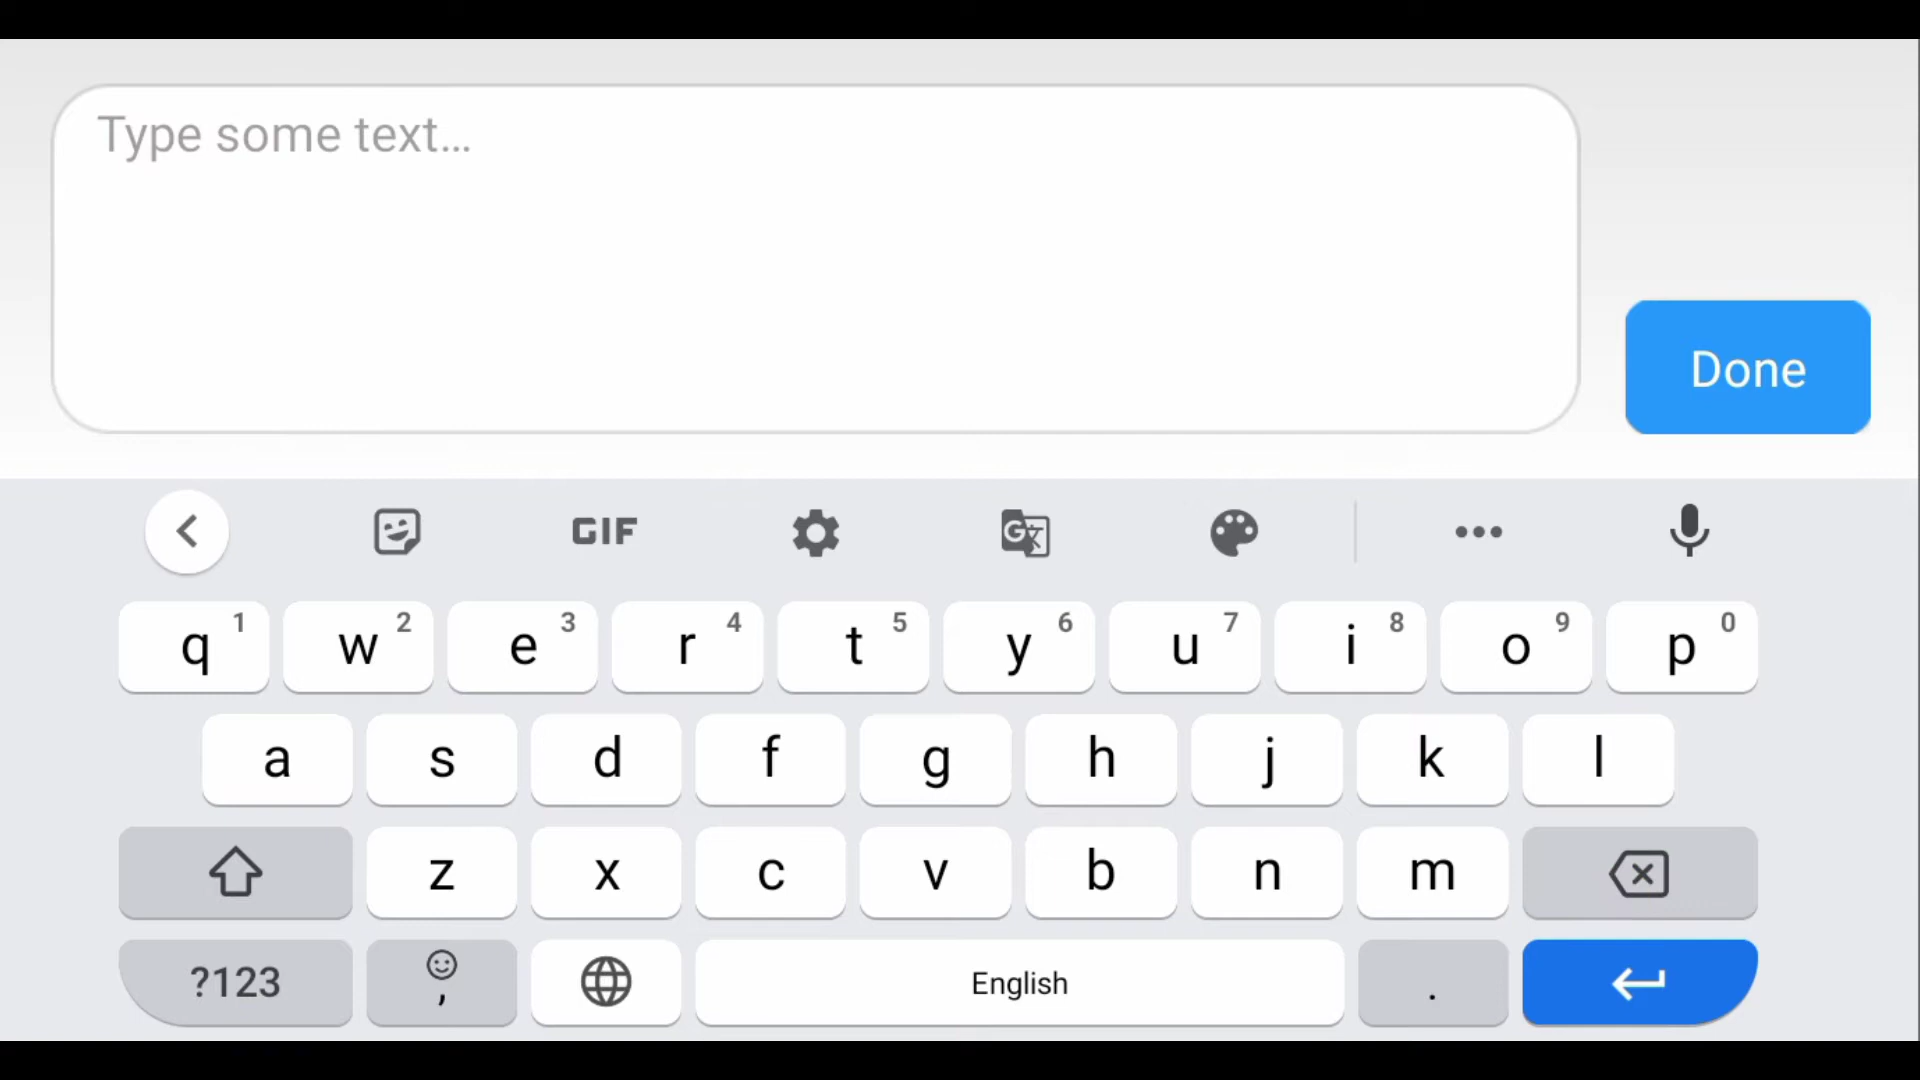 Type some text...
Done
GIF
G
q 1 w 2 e 3 r 4 t 5 y 6 u 7 i 8 o 9 p 0
a s d f g h j k l
z x c v b n m
?123 , English .